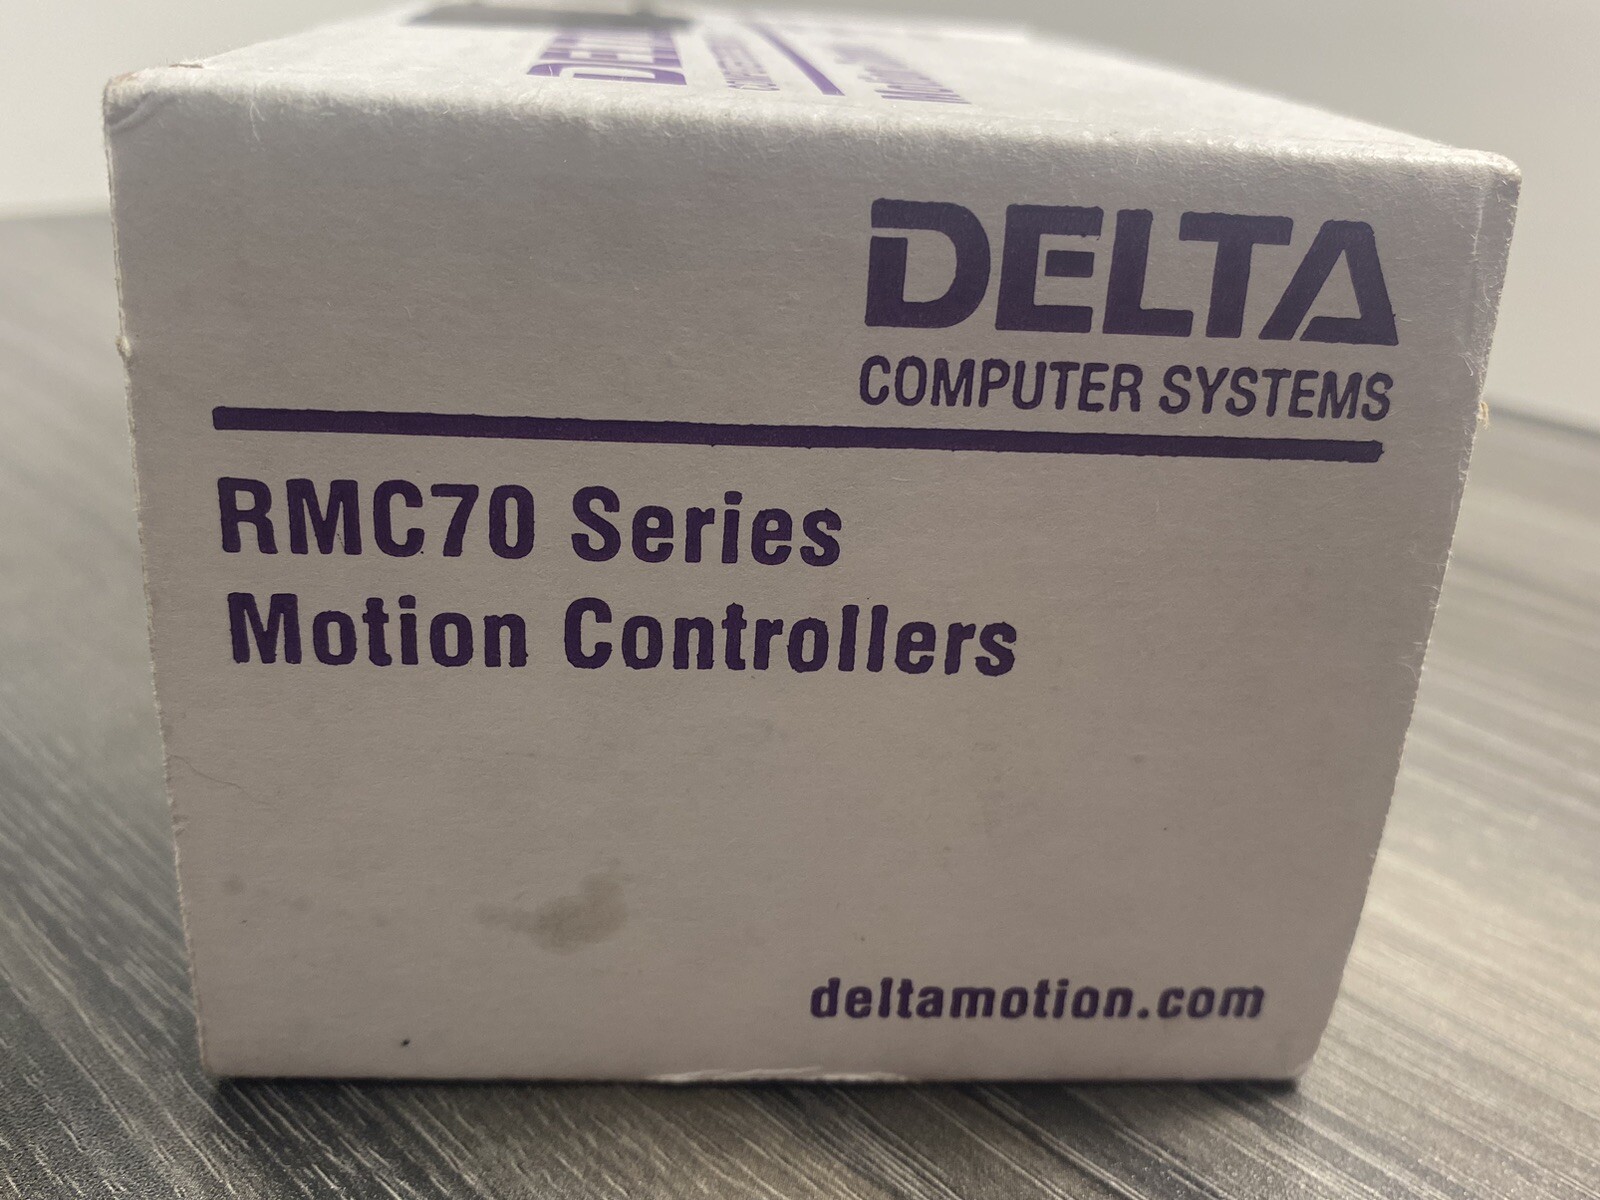 DELTA
COMPUTER SYSTEMS
RMC70 Series
Motion Controllers
deltamotion.com